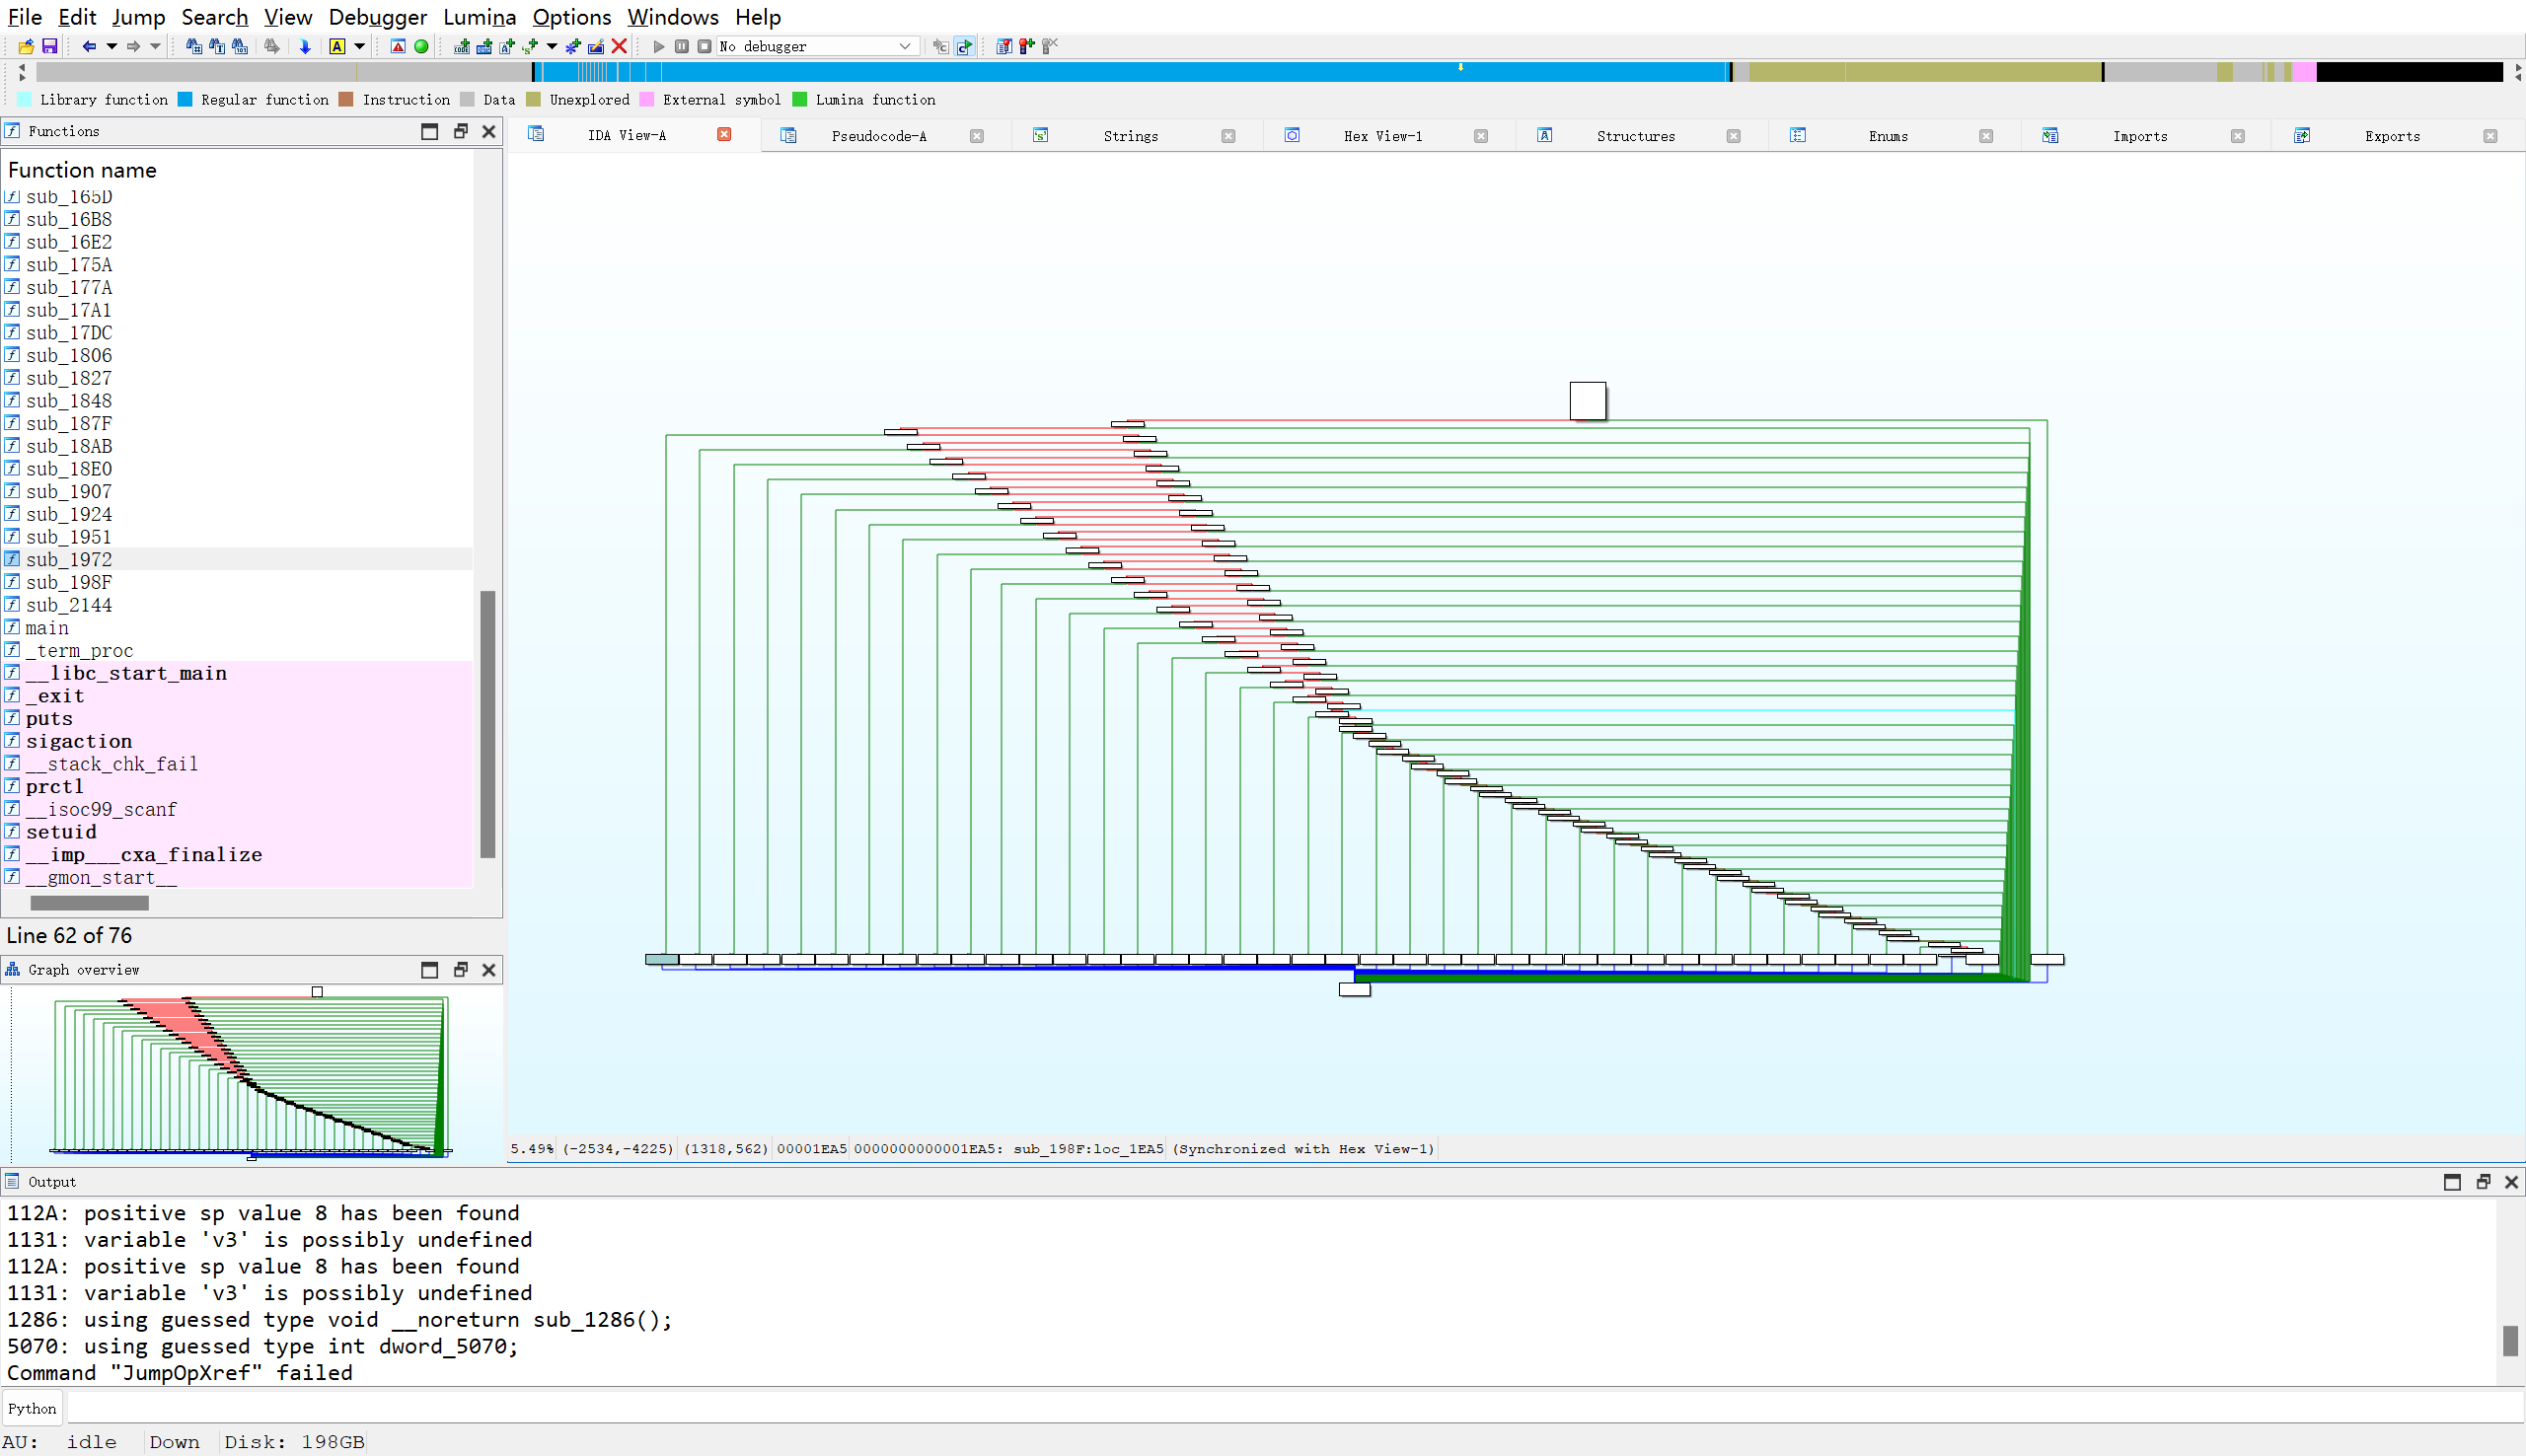 File Edit Jump Search View Debugger Lumina Options Windows Help
No debugger
Library function Regular function Instruction Data Unexplored External symbol Lumina function
Functions
IDA View-A Pseudocode-A Strings Hex View-1 Structures Enums Imports Exports
Function name
sub_165D
sub_16B8
sub_16E2
sub_175A
sub_177A
sub_17A1
sub_17DC
sub_1806
sub_1827
sub_1848
sub_187F
sub_18AB
sub_18E0
sub_1907
sub_1924
sub_1951
sub_1972
sub_198F
sub_2144
main
_term_proc
__libc_start_main
_exit
puts
sigaction
__stack_chk_fail
prctl
__isoc99_scanf
setuid
__imp___cxa_finalize
__gmon_start__
Line 62 of 76
Graph overview
5.49% (-2534,-4225) (1318,562) 00001EA5 0000000000001EA5: sub_198F:loc_1EA5 (Synchronized with Hex View-1)
Output
112A: positive sp value 8 has been found
1131: variable 'v3' is possibly undefined
112A: positive sp value 8 has been found
1131: variable 'v3' is possibly undefined
1286: using guessed type void __noreturn sub_1286();
5070: using guessed type int dword_5070;
Command "JumpOpXref" failed
Python
AU: idle Down Disk: 198GB